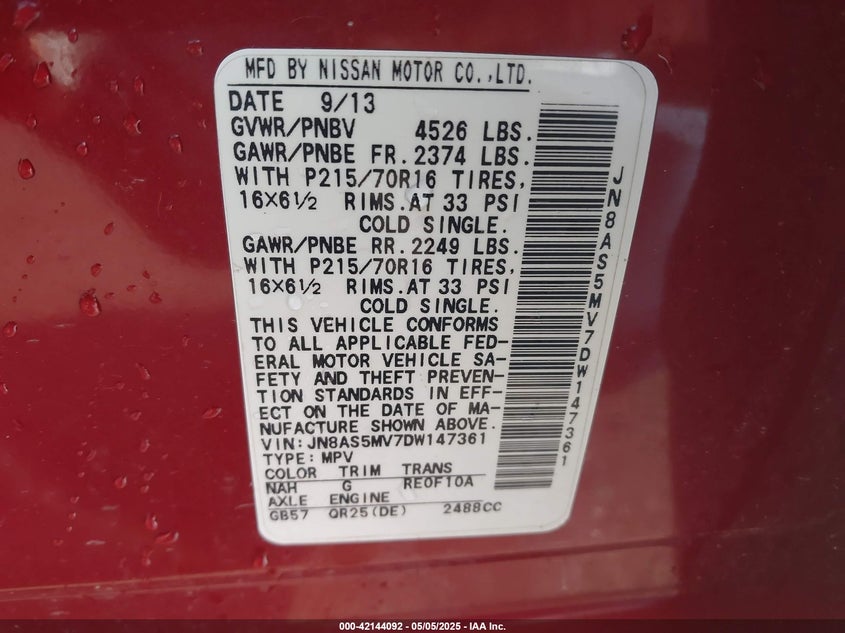 MFD BY NISSAN MOTOR CO.,LTD.
DATE 9/13
GVWR/PNBV 4526 LBS.
GAWR/PNBE FR. 2374 LBS.
WITH P215/70R16 TIRES,
16×6½ RIMS. AT 33 PSI
COLD SINGLE.
GAWR/PNBE RR. 2249 LBS.
WITH P215/70R16 TIRES,
16×6½ RIMS. AT 33 PSI
COLD SINGLE.
THIS VEHICLE CONFORMS
TO ALL APPLICABLE FED-
ERAL MOTOR VEHICLE SA-
FETY AND THEFT PREVEN-
TION STANDARDS IN EFF-
ECT ON THE DATE OF MA-
NUFACTURE SHOWN ABOVE.
VIN: JN8AS5MV7DW147361
TYPE: MPV
COLOR TRIM TRANS
NAH G RE0F10A
AXLE ENGINE
GB57 QR25(DE) 2488CC
JN8AS5MV7DW147361
000-42144092 - 05/05/2025 - IAA Inc.